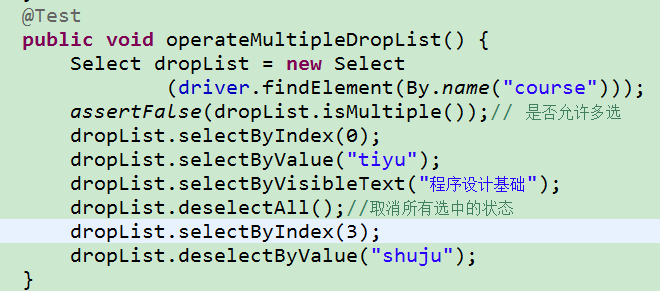 @Test
public void operateMultipleDropList() {
Select dropList = new Select
(driver.findElement(By.name("course")));
assertFalse(dropList.isMultiple());// 是否允许多选
dropList.selectByIndex(0);
dropList.selectByValue("tiyu");
dropList.selectByVisibleText("程序设计基础");
dropList.deselectAll();//取消所有选中的状态
dropList.selectByIndex(3);
dropList.deselectByValue("shuju");
}